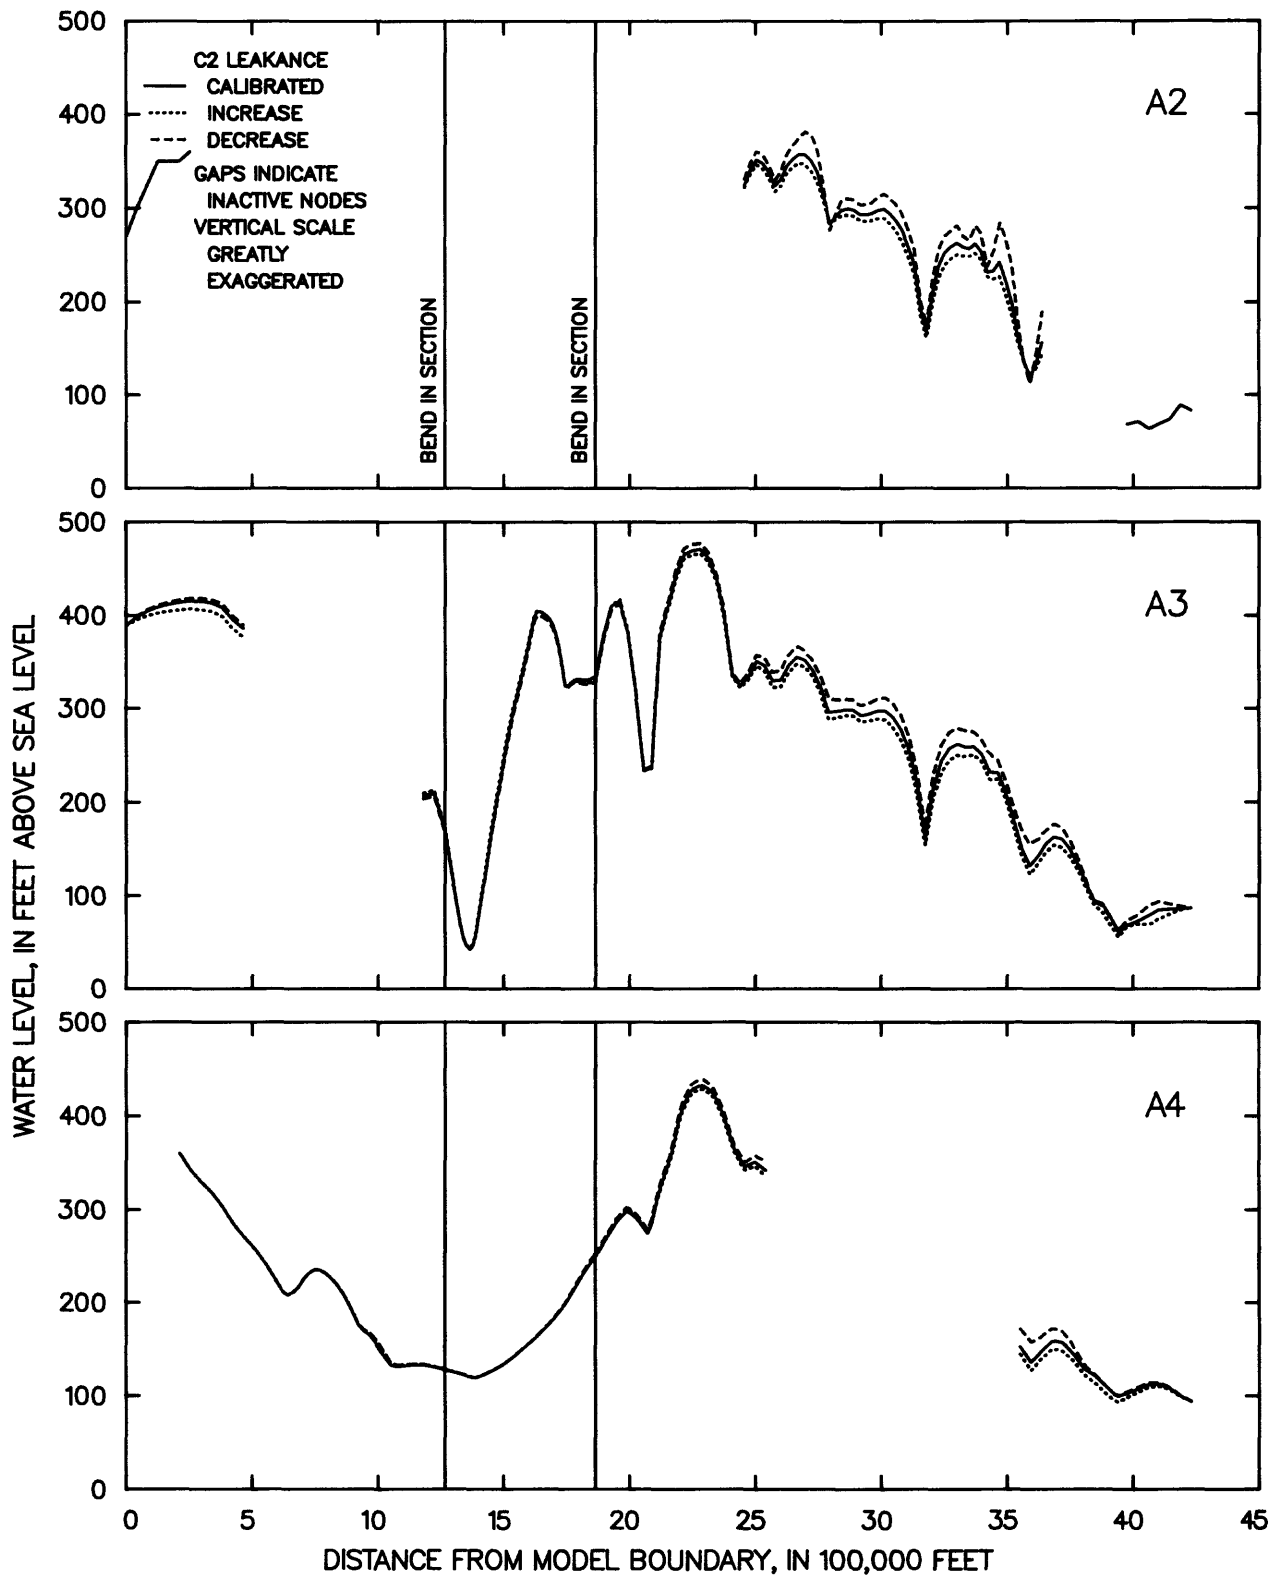 500
400
300
200
100
0
C2 LEAKANCE
CALIBRATED
INCREASE
DECREASE
GAPS INDICATE
INACTIVE NODES
VERTICAL SCALE
GREATLY
EXAGGERATED
BEND IN SECTION
BEND IN SECTION
A2
500
400
300
200
100
0
A3
500
400
300
200
100
0
A4
WATER LEVEL, IN FEET ABOVE SEA LEVEL
0 5 10 15 20 25 30 35 40 45
DISTANCE FROM MODEL BOUNDARY, IN 100,000 FEET